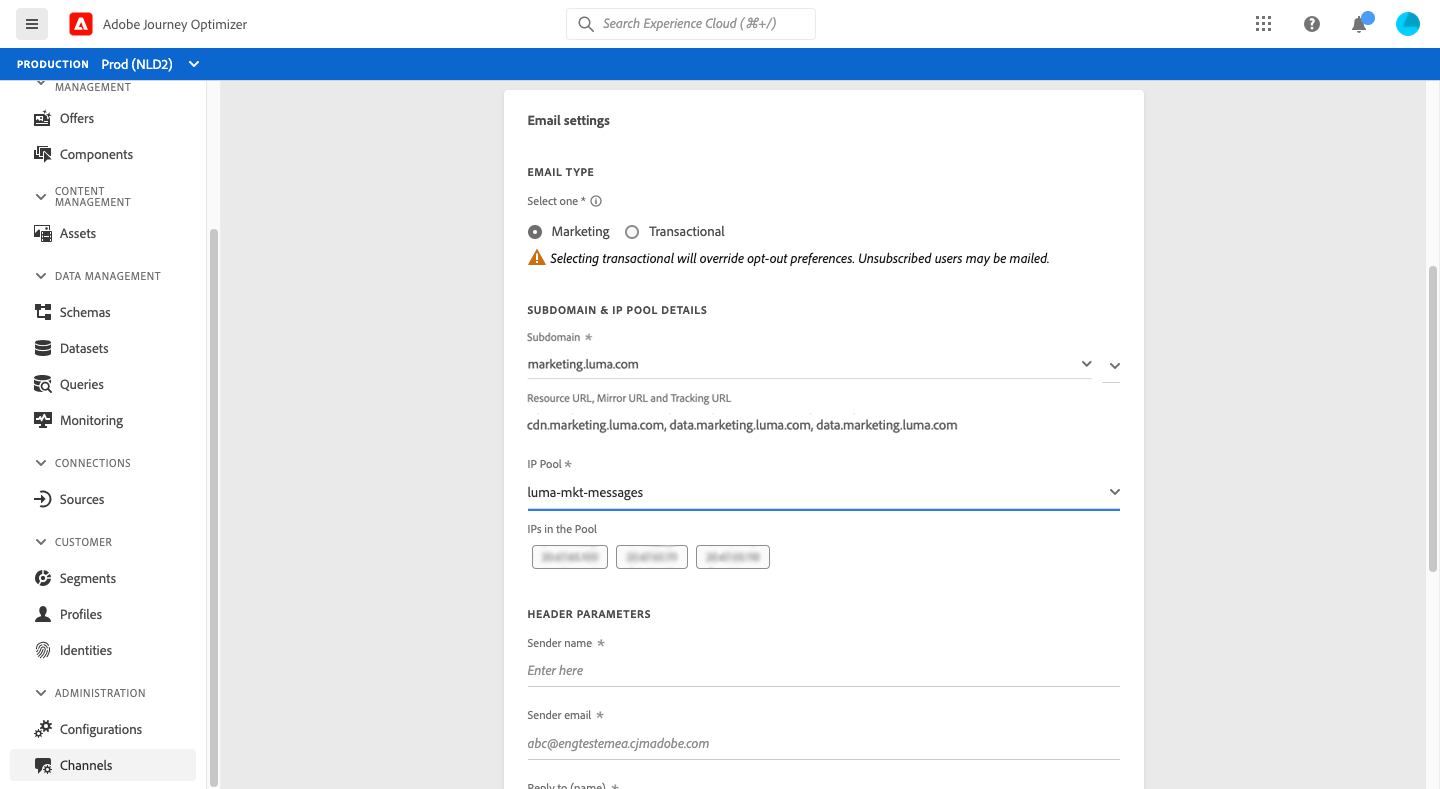 Adobe Journey Optimizer
Search Experience Cloud (⌘+/)
PRODUCTION Prod (NLD2)
MANAGEMENT
Offers
Components
CONTENT
MANAGEMENT
Assets
DATA MANAGEMENT
Schemas
Datasets
Queries
Monitoring
CONNECTIONS
Sources
CUSTOMER
Segments
Profiles
Identities
ADMINISTRATION
Configurations
Channels
Email settings
EMAIL TYPE
Select one *
Marketing Transactional
Selecting transactional will override opt-out preferences. Unsubscribed users may be mailed.
SUBDOMAIN & IP POOL DETAILS
Subdomain *
marketing.luma.com
Resource URL, Mirror URL and Tracking URL
cdn.marketing.luma.com, data.marketing.luma.com, data.marketing.luma.com
IP Pool *
luma-mkt-messages
IPs in the Pool
HEADER PARAMETERS
Sender name *
Enter here
Sender email *
abc@engtestemea.cjmadobe.com
Reply to (name) *